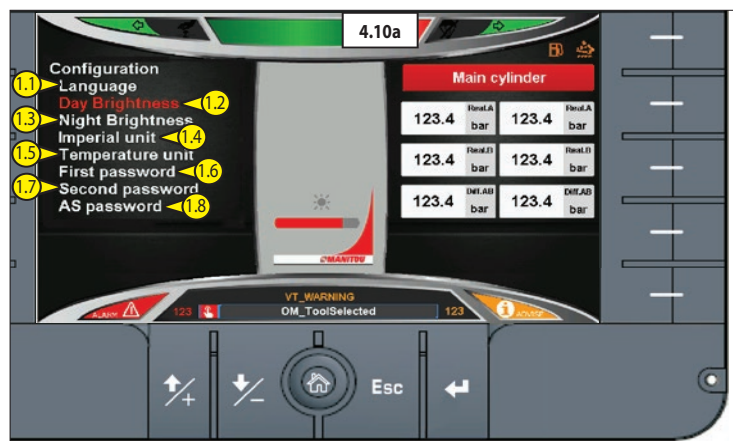 4.10a
Configuration
1.1 Language
Day Brightness 1.2
1.3 Night Brightness
Imperial unit 1.4
1.5 Temperature unit
First password 1.6
1.7 Second password
AS password 1.8
MANITOU
Main cylinder
123.4 Real.A bar 123.4 Real.A bar
123.4 Real.B bar 123.4 Real.B bar
123.4 Diff.AB bar 123.4 Diff.AB bar
VT_WARNING
ALARM 123 OM_ToolSelected 123 ADVISE
+ - Esc